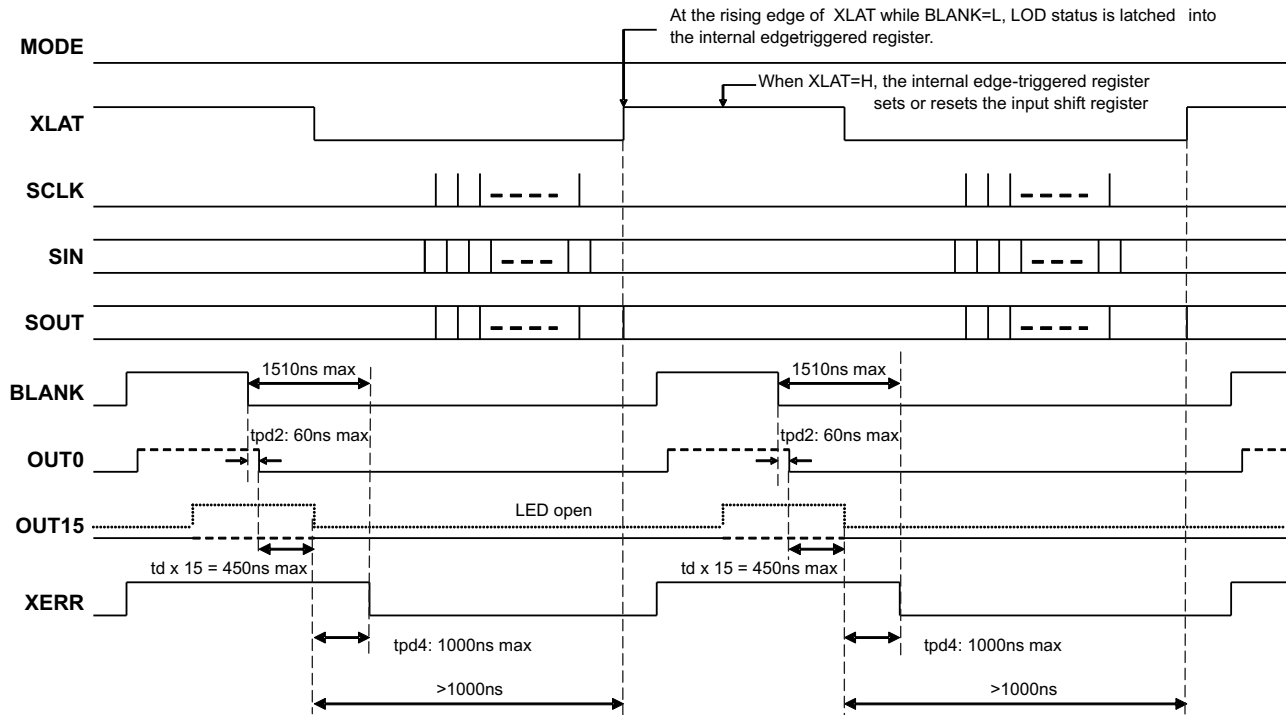 At the rising edge of XLAT while BLANK=L, LOD status is latched into
the internal edgetriggered register.
MODE
When XLAT=H, the internal edge-triggered register
sets or resets the input shift register
XLAT
SCLK
SIN
SOUT
1510ns max
1510ns max
BLANK
tpd2: 60ns max
tpd2: 60ns max
OUT0
LED open
OUT15
td x 15 = 450ns max
td x 15 = 450ns max
XERR
tpd4: 1000ns max
tpd4: 1000ns max
>1000ns
>1000ns